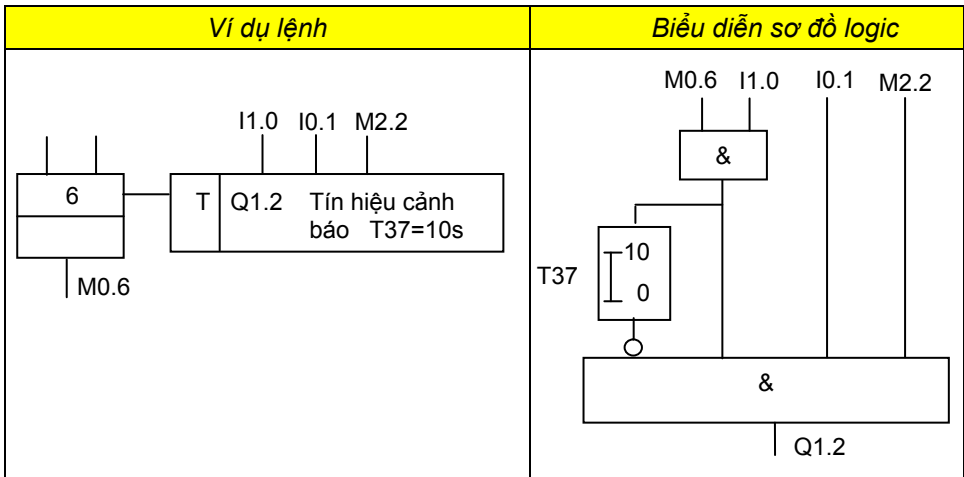 Ví dụ lệnh
Biểu diễn sơ đồ logic
I1.0 I0.1 M2.2
6
T
Q1.2 Tín hiệu cảnh
báo T37=10s
M0.6
M0.6 I1.0 I0.1 M2.2
&
T37
10
0
&
Q1.2